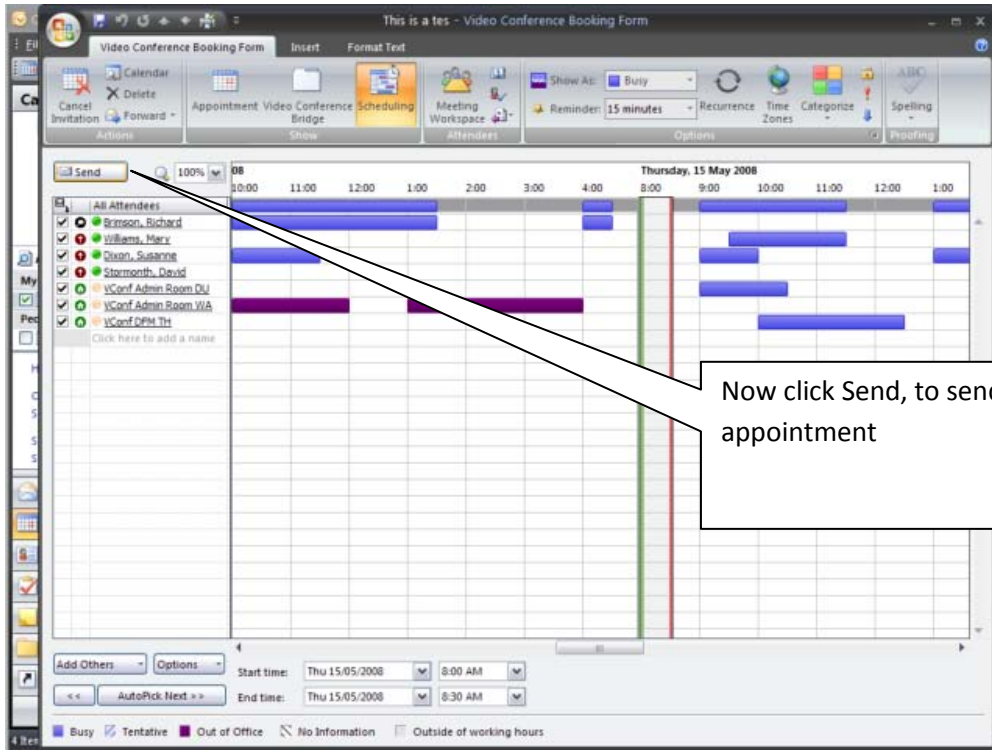 This is a tes - Video Conference Booking Form
Video Conference Booking Form Insert Format Text
Cancel Invitation
Calendar
Delete
Forward
Actions
Appointment
Video Conference Bridge
Scheduling
Show
Meeting Workspace
Attendees
Show As: Busy
Reminder: 15 minutes
Recurrence
Time Zones
Categorize
Options
ABC
Spelling
Proofing
Send 100%
08 Thursday, 15 May 2008
10:00 11:00 12:00 1:00 2:00 3:00 4:00 8:00 9:00 10:00 11:00 12:00 1:00
All Attendees
Brimson, Richard
Williams, Mary
Dixon, Susanne
Stormonth, David
VConf Admin Room DU
VConf Admin Room WA
VConf DPM TH
Click here to add a name
Now click Send, to send
appointment
Add Others Options Start time: Thu 15/05/2008 8:00 AM
<< AutoPick Next >> End time: Thu 15/05/2008 8:30 AM
Busy Tentative Out of Office No Information Outside of working hours